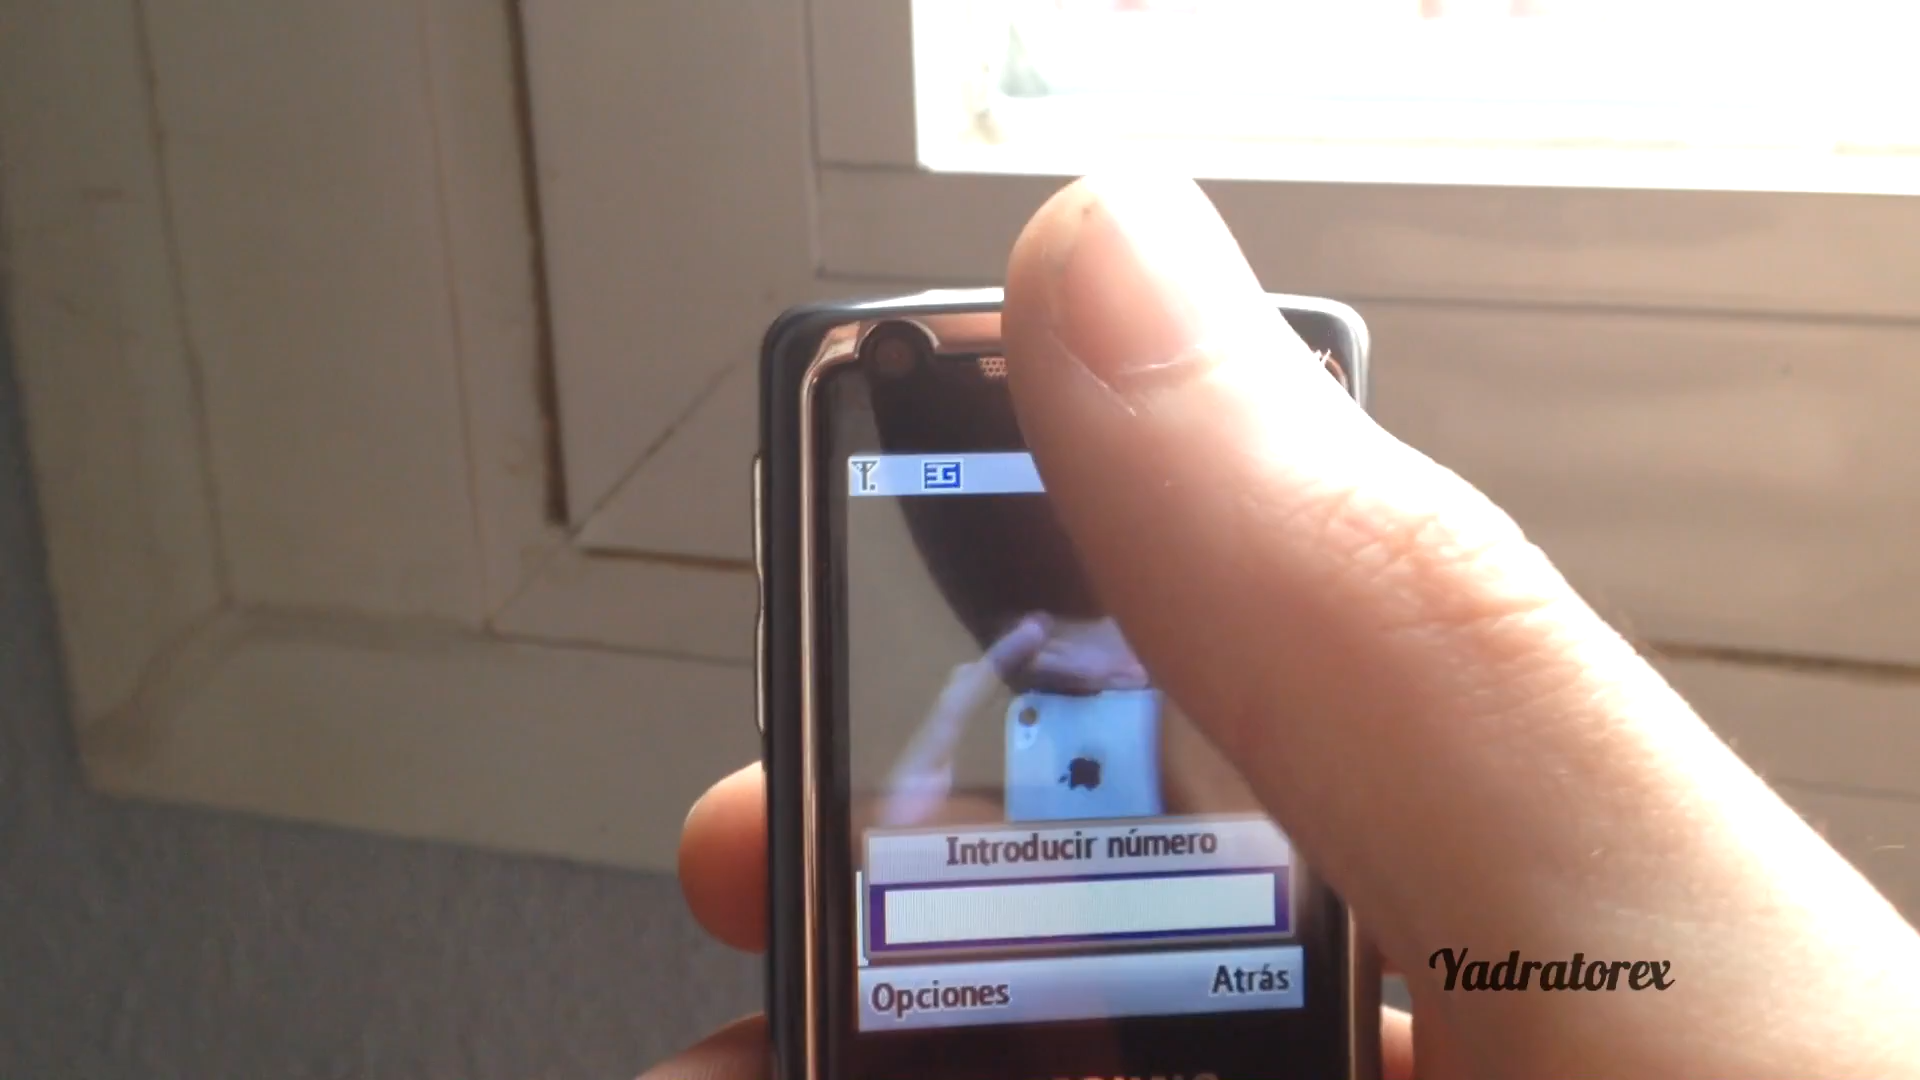 3G
Introducir número
Opciones
Atrás
Yadratorex